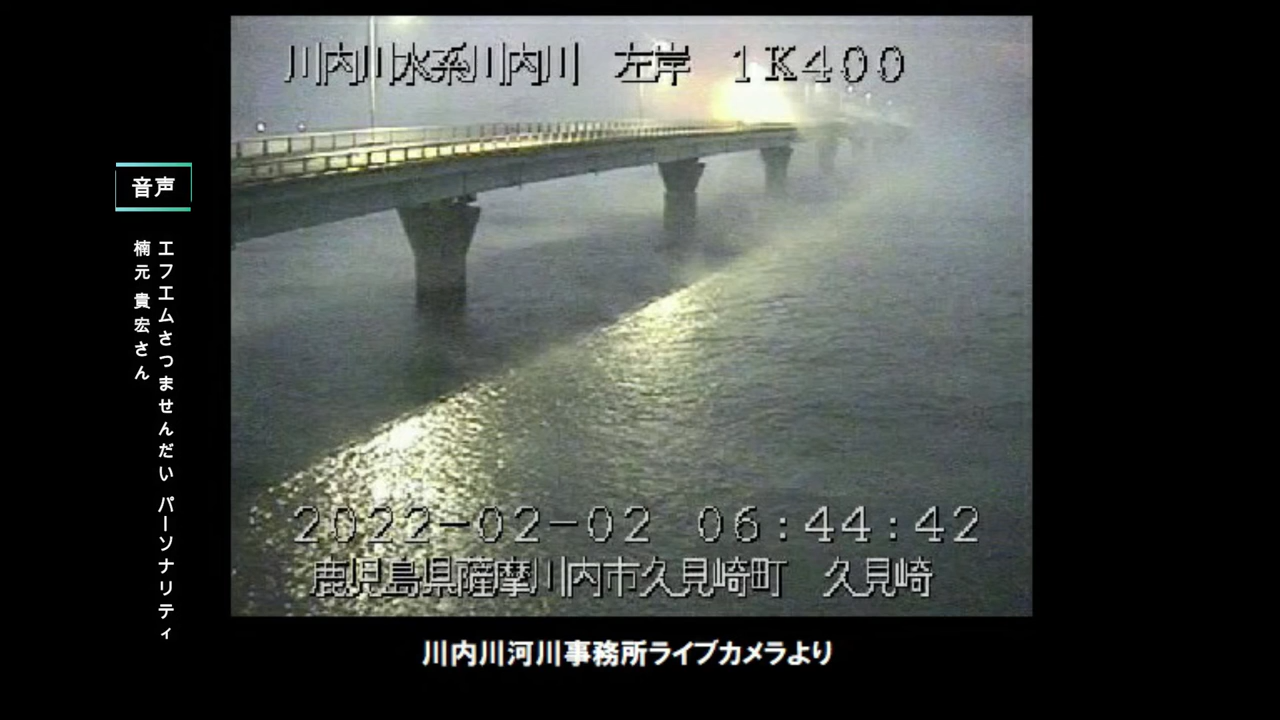 川内川水系川内川 左岸 1K400
音声
エフエムさつませんだい パーソナリティ
楠元 貴宏さん
2022-02-02 06:44:42
鹿児島県薩摩川内市久見崎町 久見崎
川内川河川事務所ライブカメラより